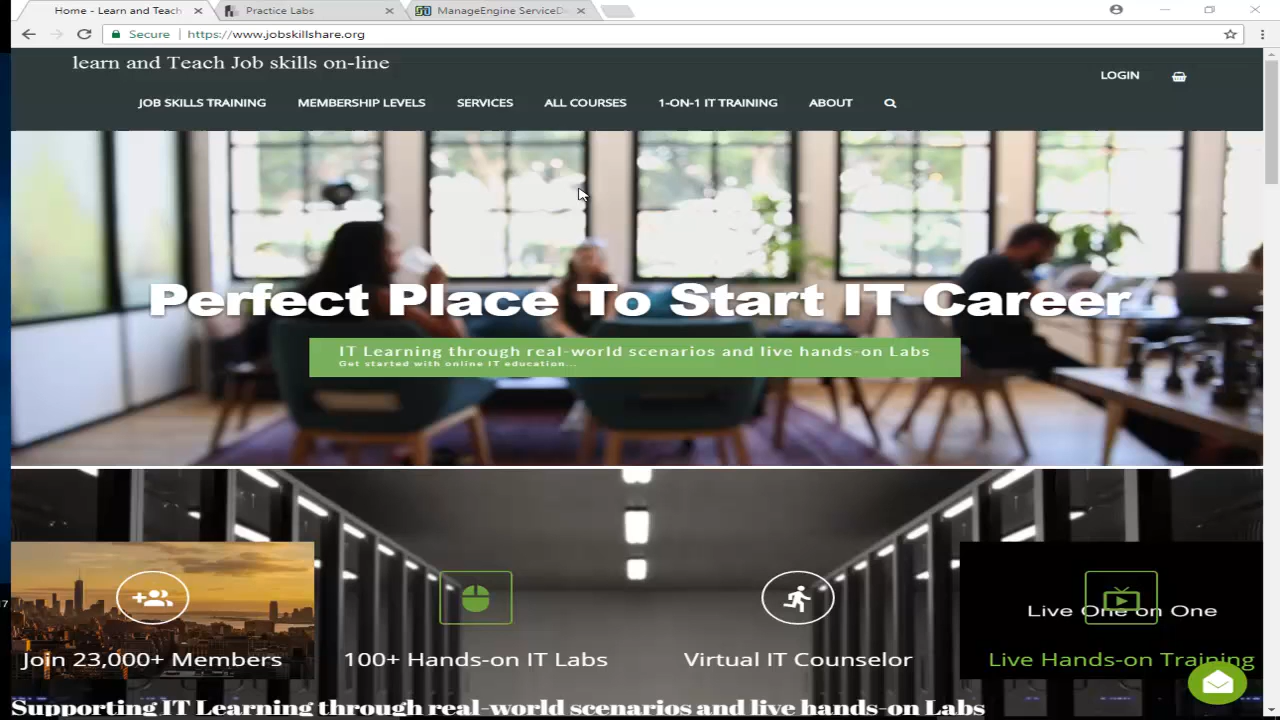 Home - Learn and Teach
Practice Labs
ManageEngine ServiceD
Secure
https://www.jobskillshare.org
learn and Teach Job skills on-line
LOGIN
JOB SKILLS TRAINING
MEMBERSHIP LEVELS
SERVICES
ALL COURSES
1-ON-1 IT TRAINING
ABOUT
Perfect Place To Start IT Career
IT Learning through real-world scenarios and live hands-on Labs
Get started with online IT education...
Live One on One
Join 23,000+ Members
100+ Hands-on IT Labs
Virtual IT Counselor
Live Hands-on Training
Supporting IT Learning through real-world scenarios and live hands-on Labs